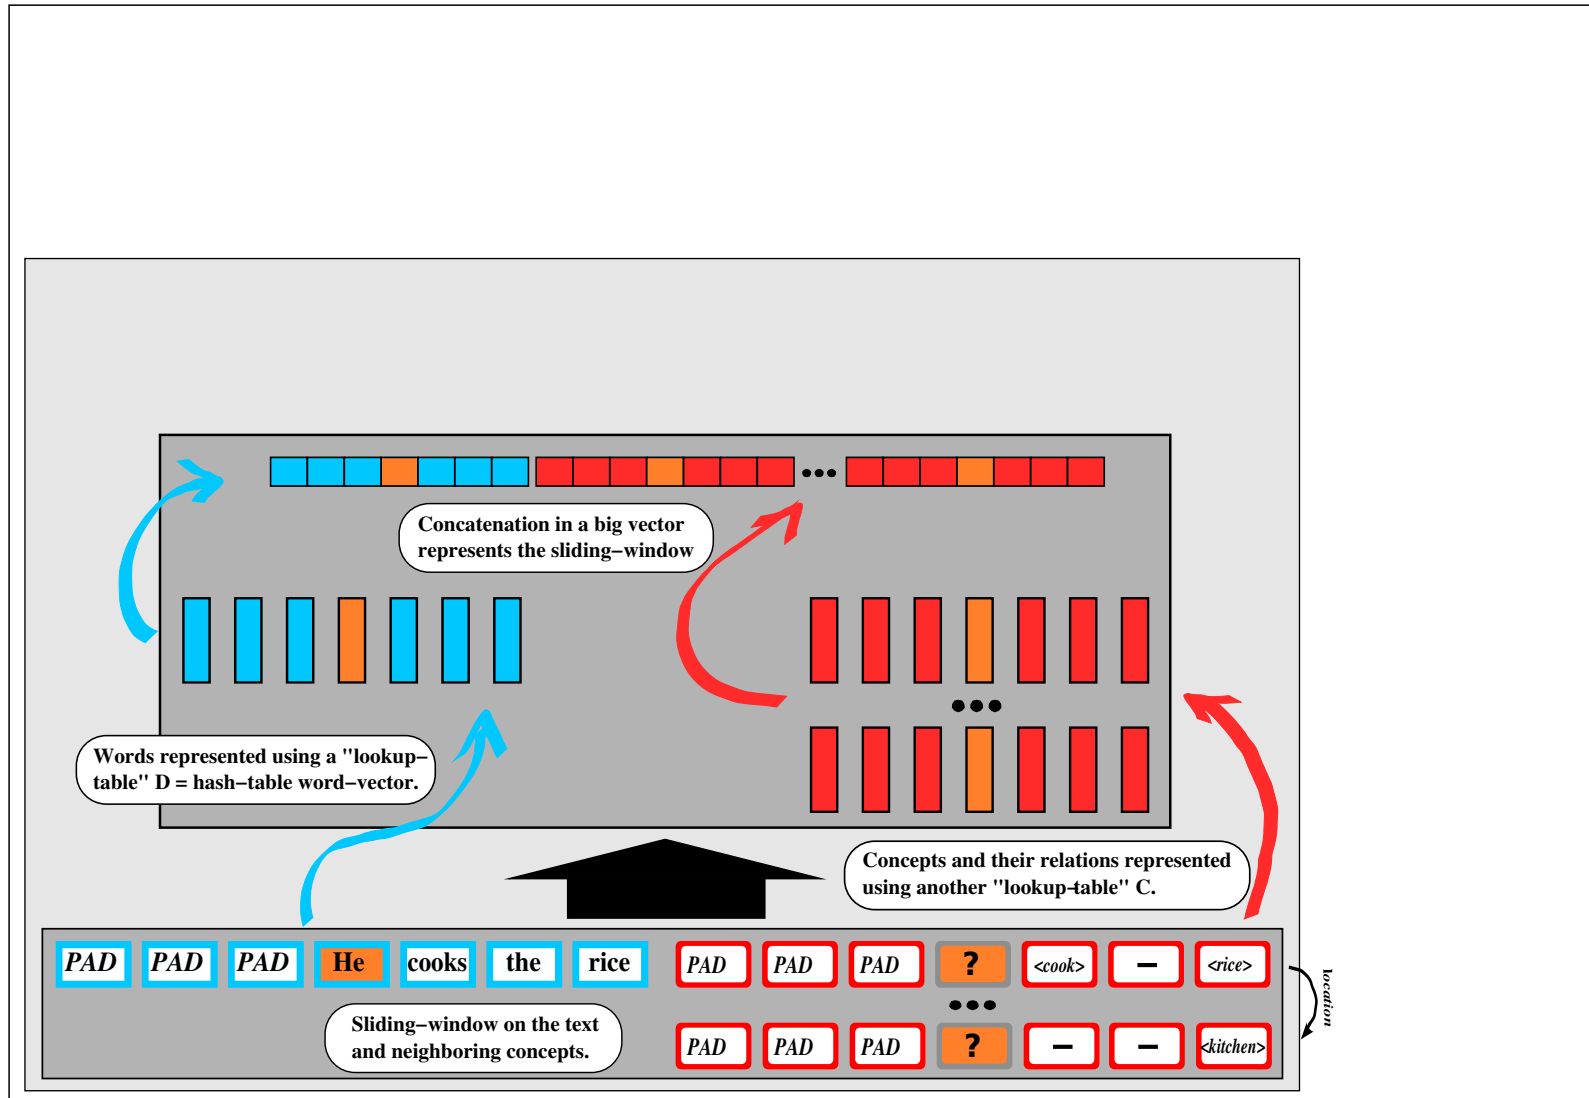 Concatenation in a big vector
represents the sliding−window
Words represented using a "lookup−
table" D = hash−table word−vector.
Concepts and their relations represented
using another "lookup−table" C.
PAD PAD PAD He cooks the rice PAD PAD PAD ? <cook> − <rice>
location
Sliding−window on the text
and neighboring concepts.
PAD PAD PAD ? − − <kitchen>